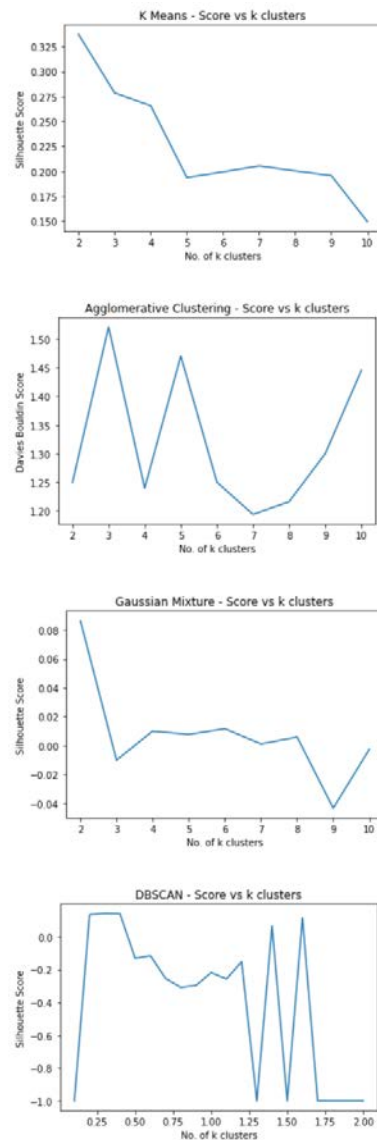 K Means - Score vs k clusters
0.325
0.300
0.275
0.250
0.225
0.200
0.175
0.150
Silhouette Score
2 3 4 5 6 7 8 9 10
No. of k clusters
Agglomerative Clustering - Score vs k clusters
1.50
1.45
1.40
1.35
1.30
1.25
1.20
Davies Bouldin Score
2 3 4 5 6 7 8 9 10
No. of k clusters
Gaussian Mixture - Score vs k clusters
0.08
0.06
0.04
0.02
0.00
−0.02
−0.04
Silhouette Score
2 3 4 5 6 7 8 9 10
No. of k clusters
DBSCAN - Score vs k clusters
0.0
−0.2
−0.4
−0.6
−0.8
−1.0
Silhouette Score
0.25 0.50 0.75 1.00 1.25 1.50 1.75 2.00
No. of k clusters